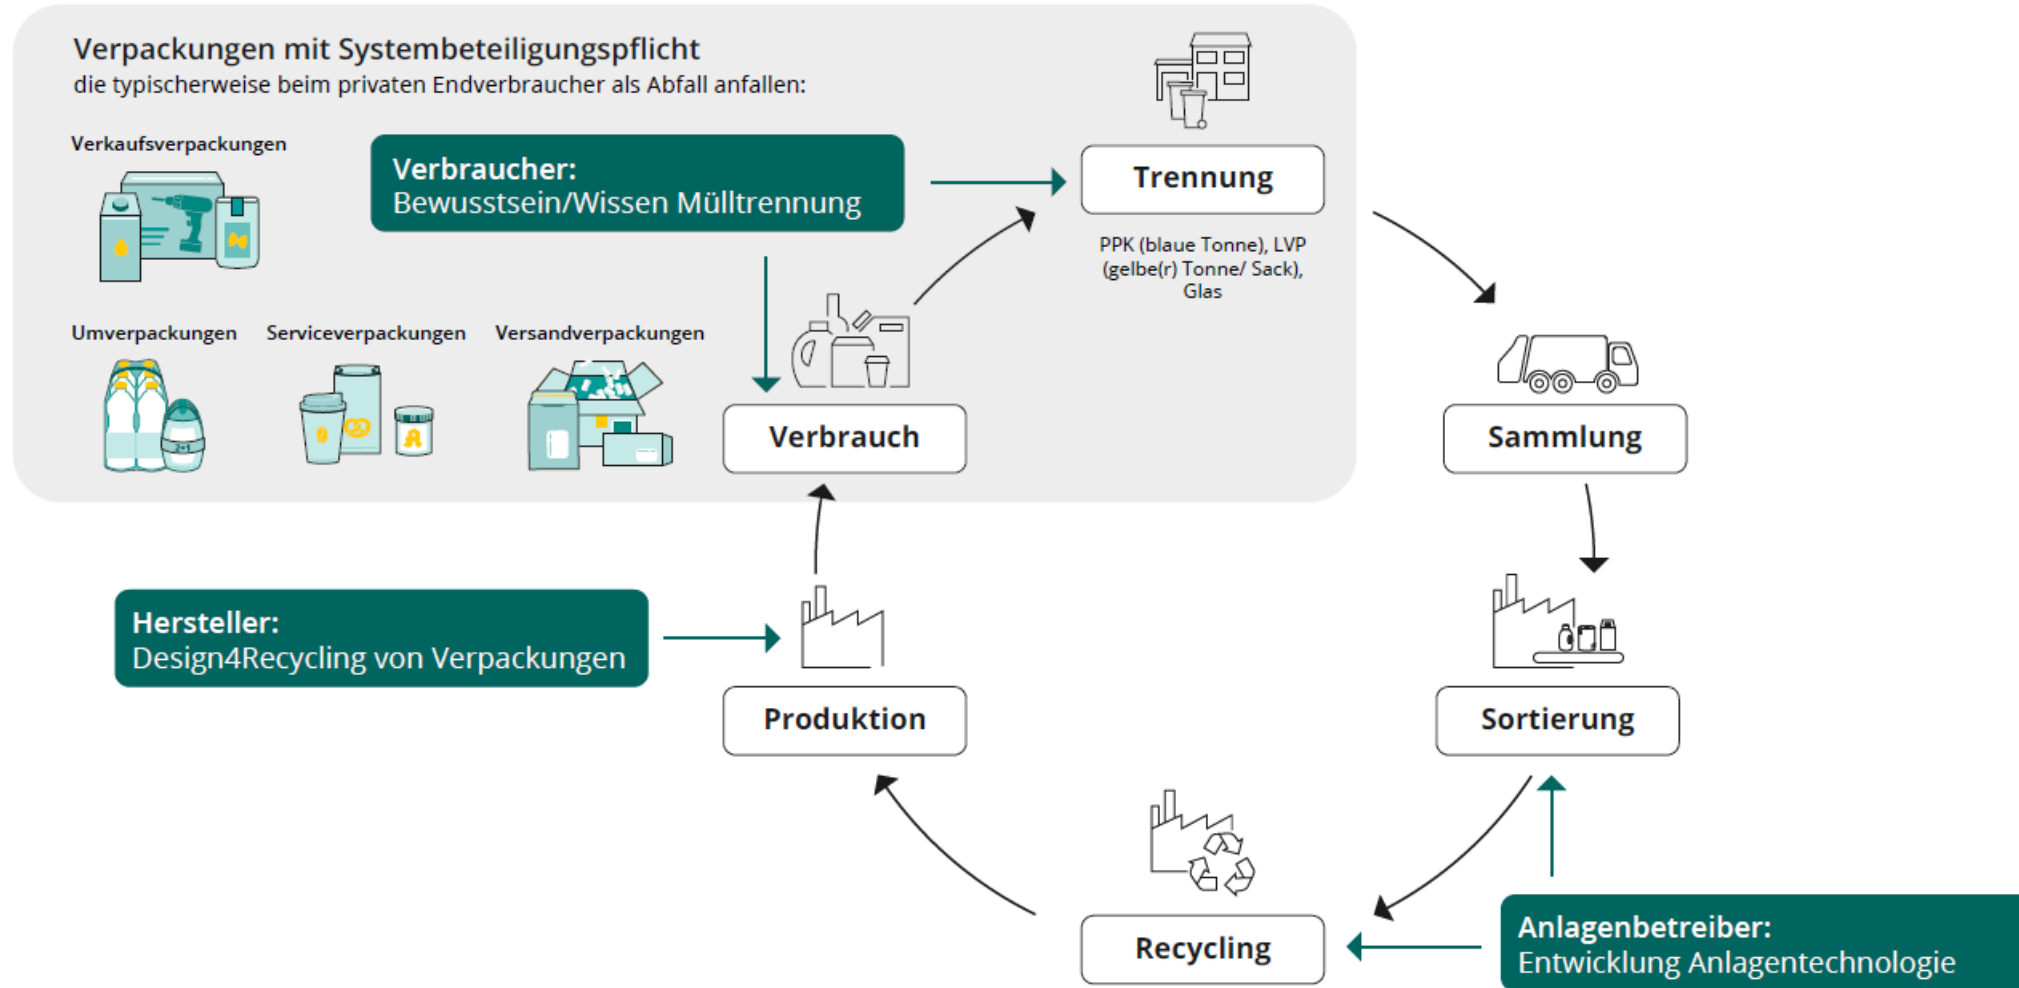 Verpackungen mit Systembeteiligungspflicht
die typischerweise beim privaten Endverbraucher als Abfall anfallen:
Verkaufsverpackungen
Verbraucher:
Bewusstsein/Wissen Mülltrennung
Trennung
PPK (blaue Tonne), LVP
(gelbe(r) Tonne/ Sack),
Glas
Umverpackungen
Serviceverpackungen
Versandverpackungen
2+1
A
Verbrauch
Sammlung
Hersteller:
Design4Recycling von Verpackungen
Produktion
Sortierung
Recycling
Anlagenbetreiber:
Entwicklung Anlagentechnologie